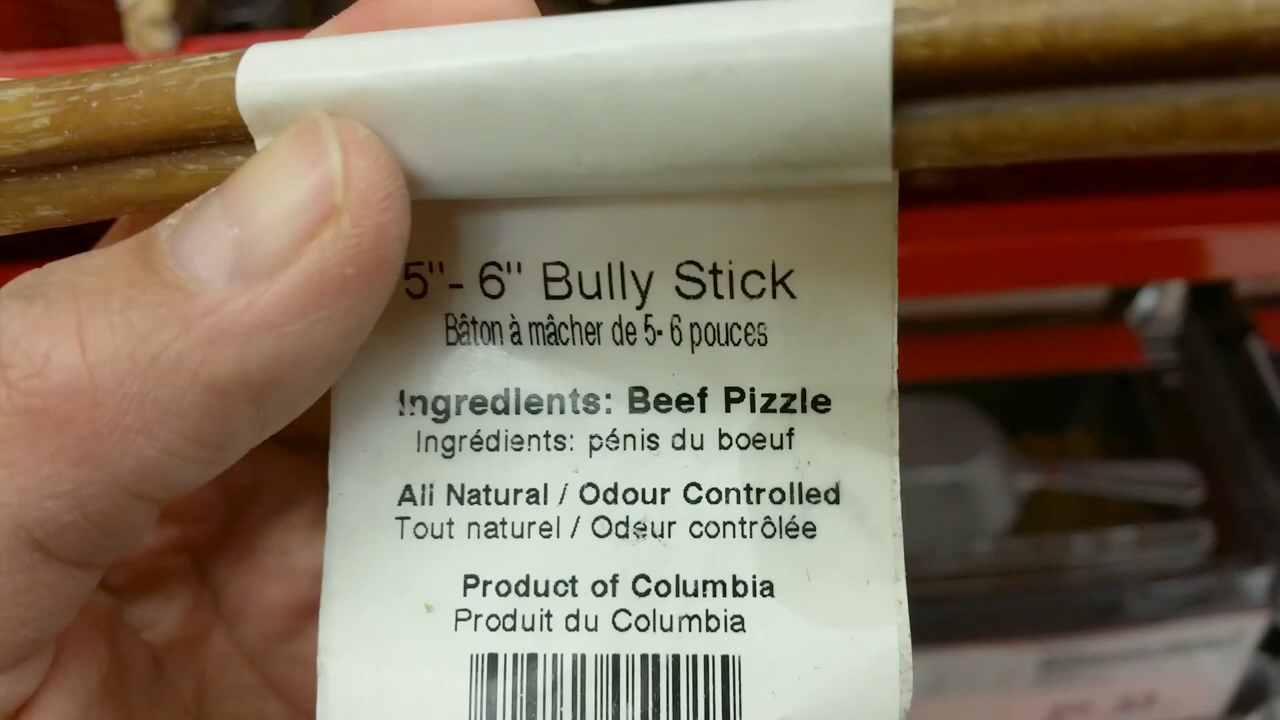 5"- 6" Bully Stick
Bâton à mâcher de 5- 6 pouces
Ingredients: Beef Pizzle
Ingrédients: pénis du boeuf
All Natural / Odour Controlled
Tout naturel / Odeur contrôlée
Product of Columbia
Produit du Columbia